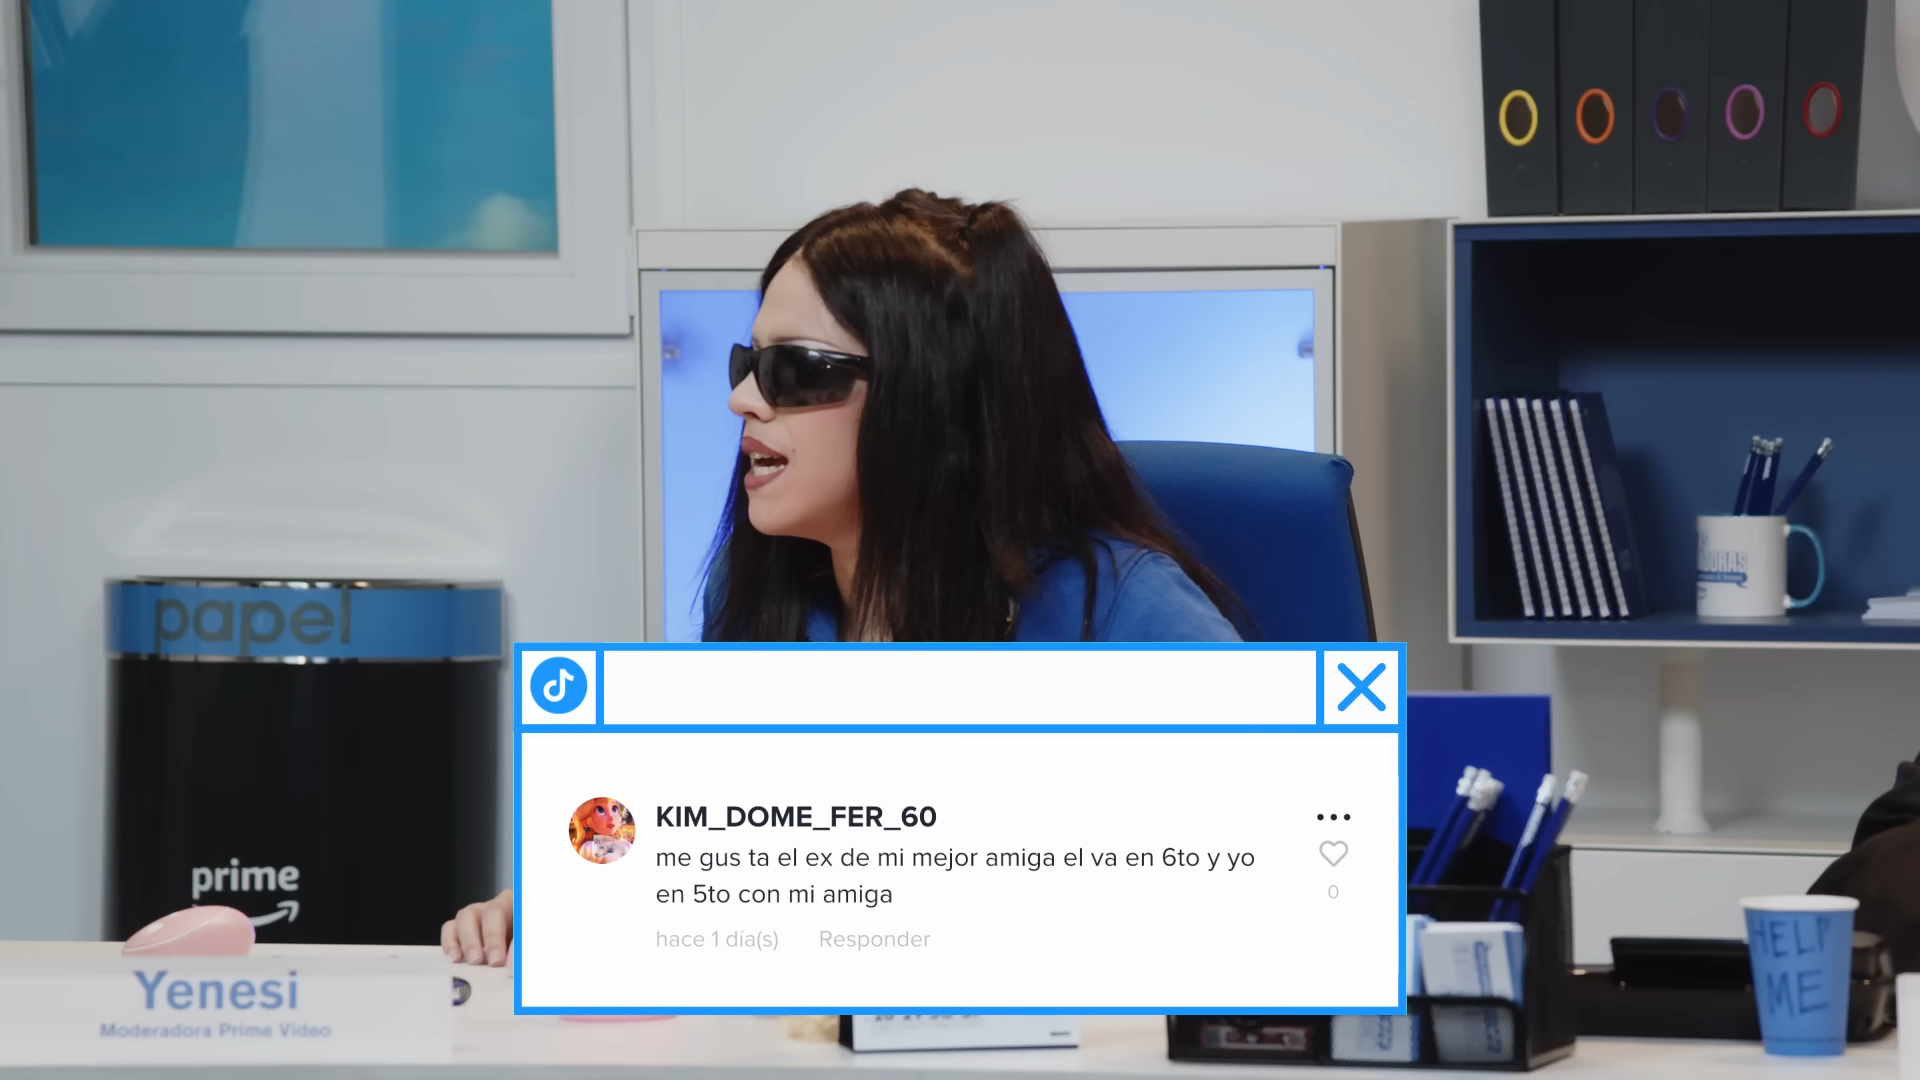 papel
prime
KIM_DOME_FER_60
me gus ta el ex de mi mejor amiga el va en 6to y yo
en 5to con mi amiga
0
hace 1 día(s) Responder
Yenesi
Moderadora Prime Video
HELP
ME